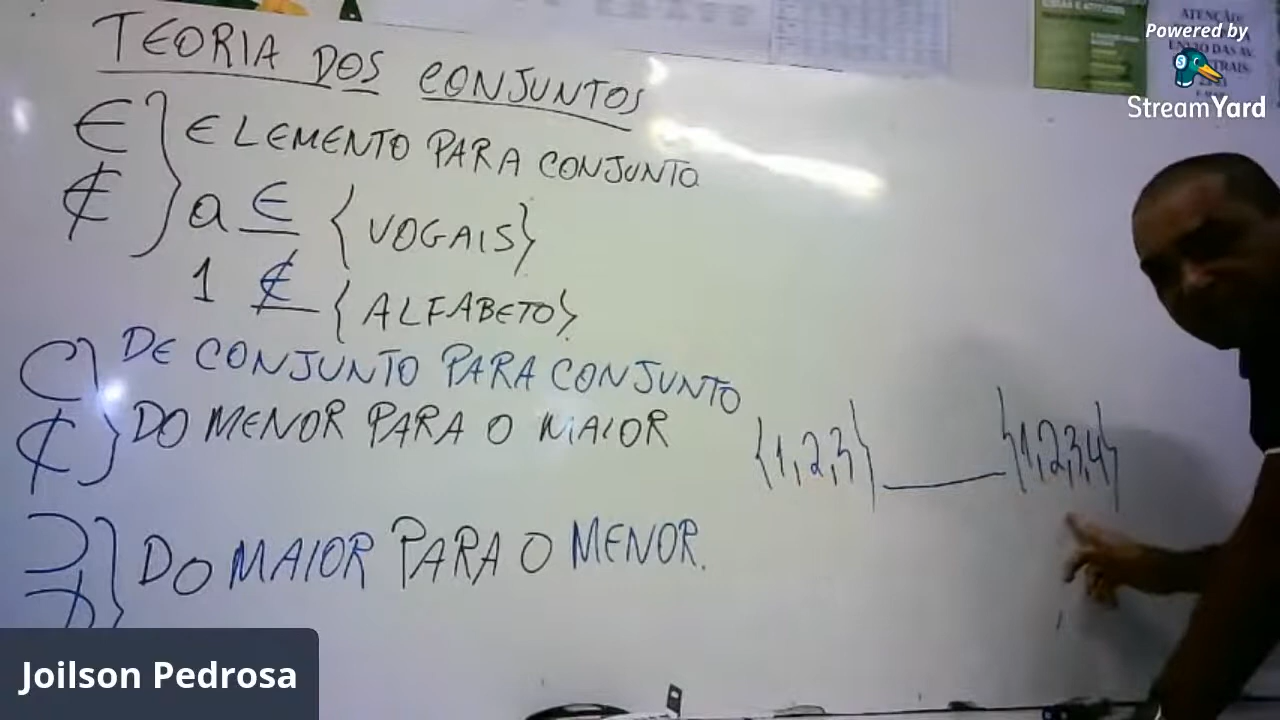 TEORIA DOS CONJUNTOS
∈ } ELEMENTO PARA CONJUNTO
∉ a ∈ {VOGAIS}
1 ∉ {ALFABETO}
⊂ } DE CONJUNTO PARA CONJUNTO
⊄ DO MENOR PARA O MAIOR
{1,2,3} ____ {1,2,3,4}
⊃ } DO MAIOR PARA O MENOR.
⊅
ATENÇÃO
Powered by
StreamYard
Joilson Pedrosa